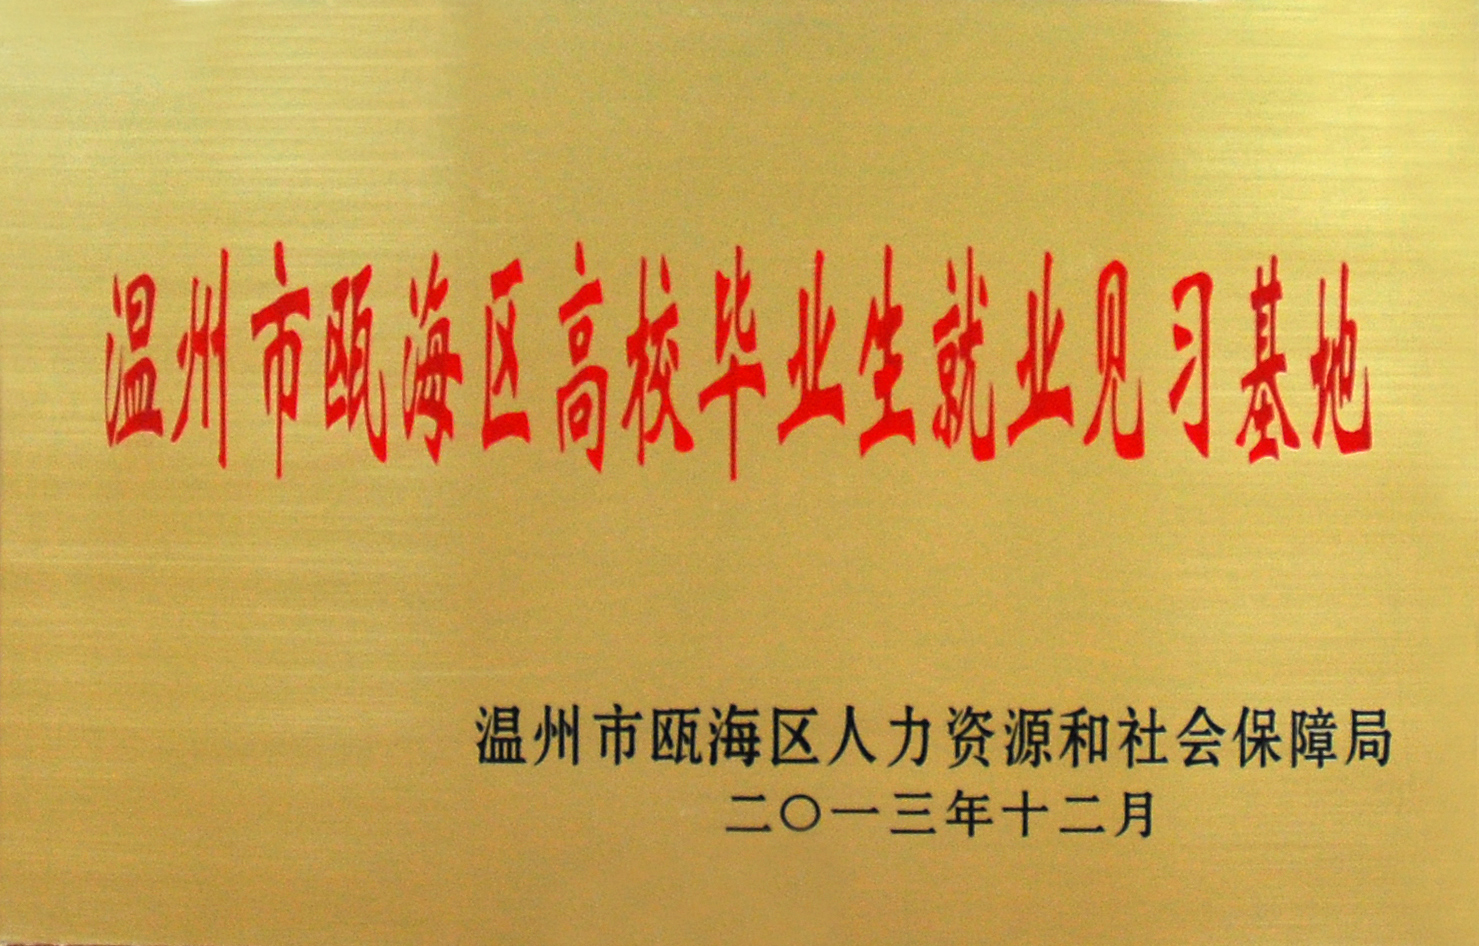 温州市瓯海区高校毕业生就业见习基地
温州市瓯海区人力资源和社会保障局
二〇一三年十二月